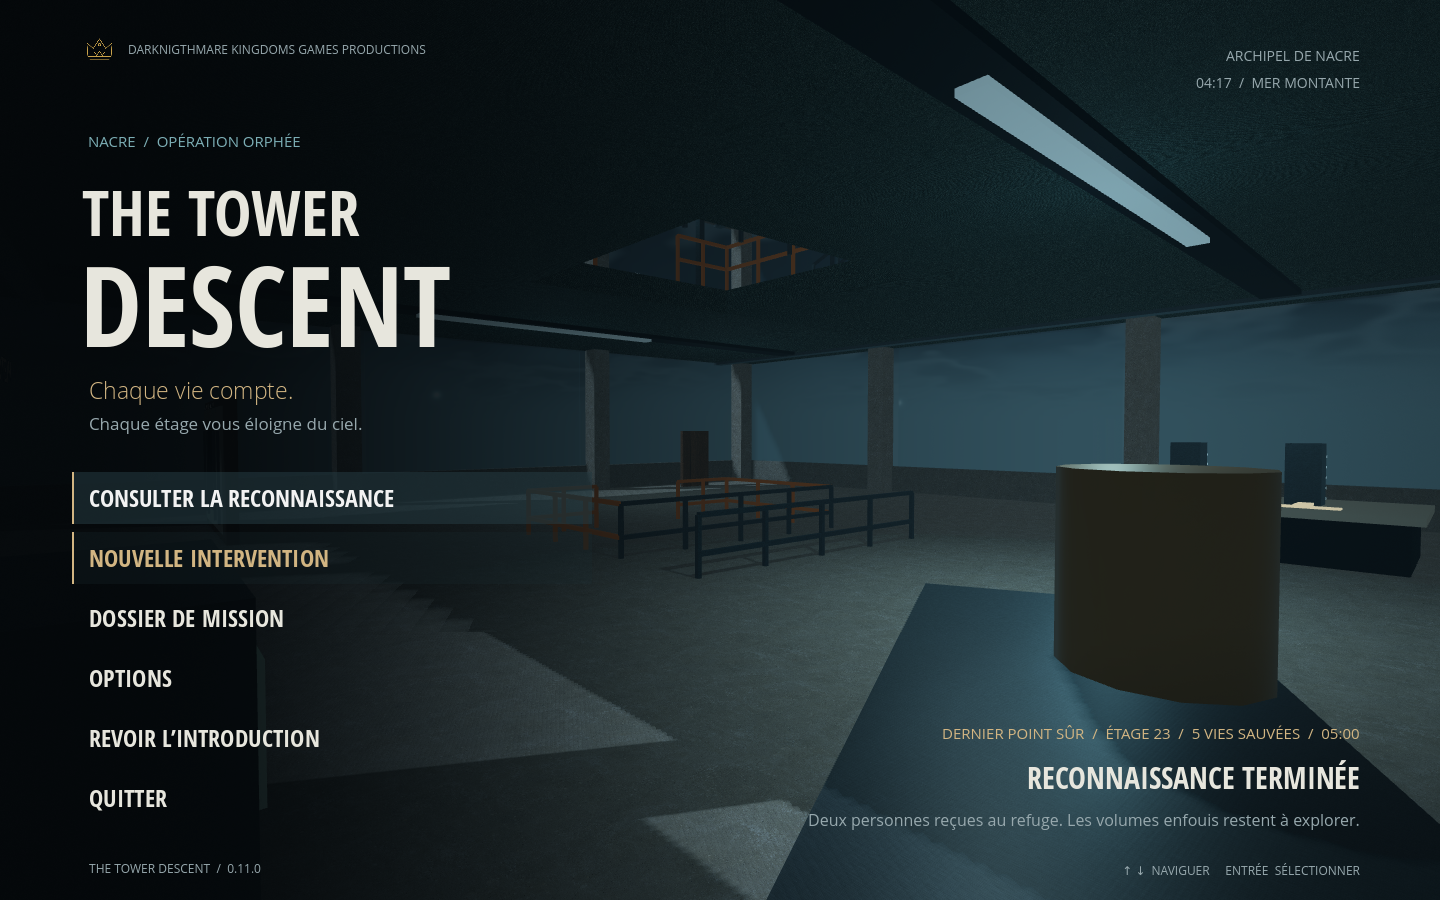 DARKNIGTHMARE KINGDOMS GAMES PRODUCTIONS
ARCHIPEL DE NACRE
04:17 / MER MONTANTE
NACRE / OPÉRATION ORPHÉE
THE TOWER
DESCENT
Chaque vie compte.
Chaque étage vous éloigne du ciel.
CONSULTER LA RECONNAISSANCE
NOUVELLE INTERVENTION
DOSSIER DE MISSION
OPTIONS
REVOIR L’INTRODUCTION
QUITTER
DERNIER POINT SÛR / ÉTAGE 23 / 5 VIES SAUVÉES / 05:00
RECONNAISSANCE TERMINÉE
Deux personnes reçues au refuge. Les volumes enfouis restent à explorer.
THE TOWER DESCENT / 0.11.0
↑ ↓ NAVIGUER ENTRÉE SÉLECTIONNER